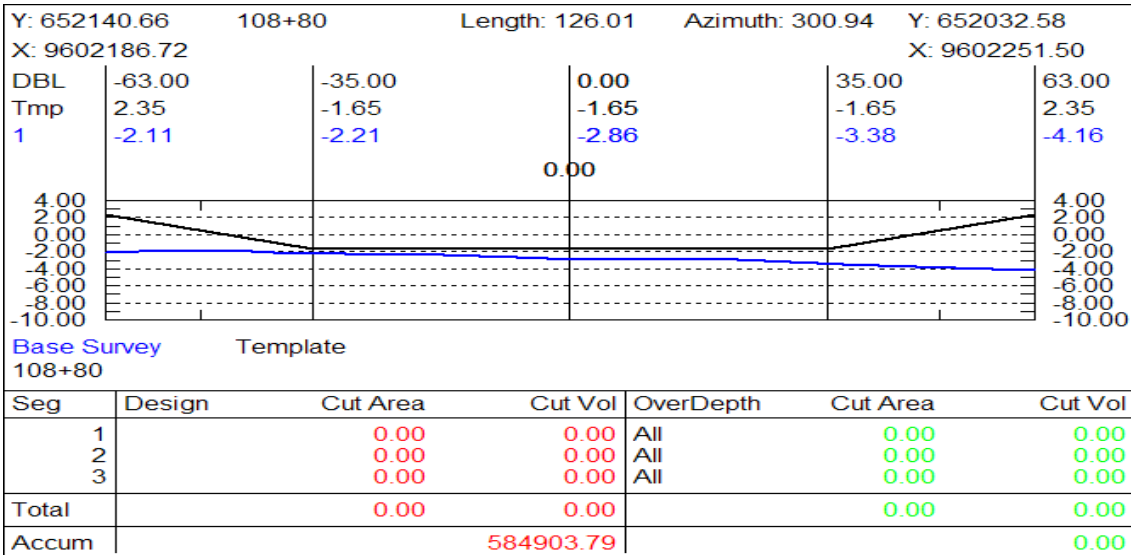 Y: 652140.66 108+80 Length: 126.01 Azimuth: 300.94 Y: 652032.58
X: 9602186.72 X: 9602251.50
DBL -63.00 -35.00 0.00 35.00 63.00
Tmp 2.35 -1.65 -1.65 -1.65 2.35
1 -2.11 -2.21 -2.86 -3.38 -4.16
0.00
4.00 4.00
2.00 2.00
0.00 0.00
-2.00 -2.00
-4.00 -4.00
-6.00 -6.00
-8.00 -8.00
-10.00 -10.00
Base Survey Template
108+80
Seg Design Cut Area Cut Vol OverDepth Cut Area Cut Vol
1 0.00 0.00 All 0.00 0.00
2 0.00 0.00 All 0.00 0.00
3 0.00 0.00 All 0.00 0.00
Total 0.00 0.00 0.00 0.00
Accum 584903.79 0.00